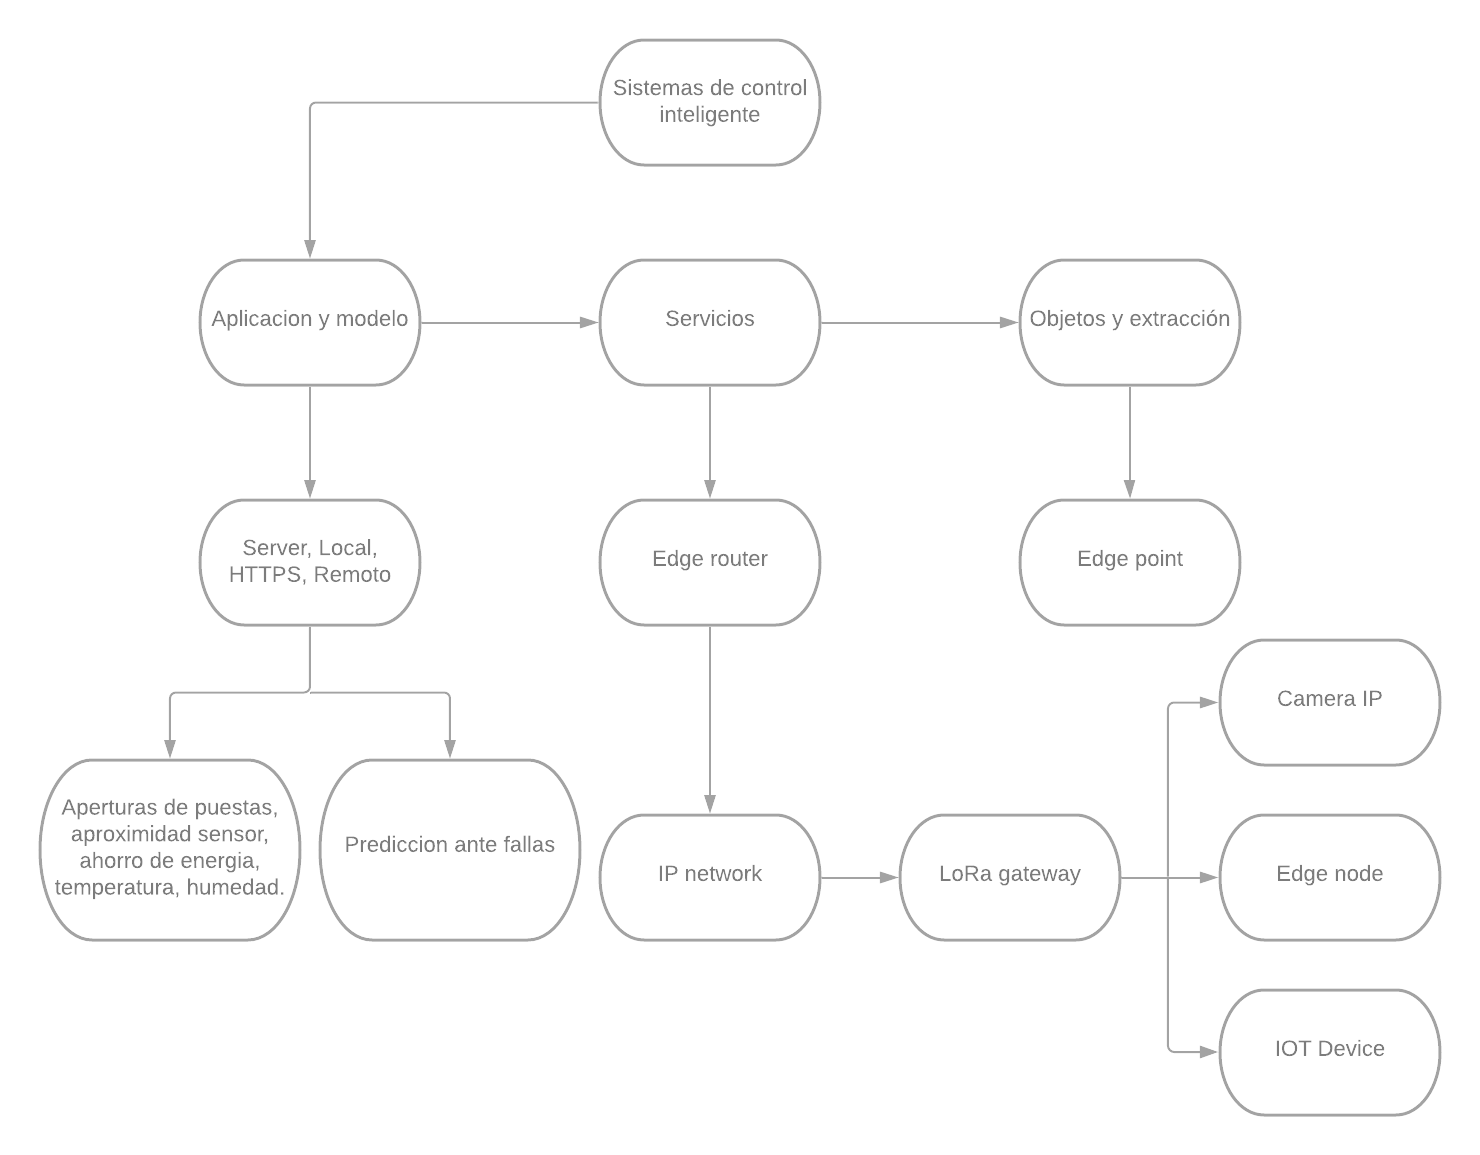 Sistemas de control
inteligente
Aplicacion y modelo
Servicios
Objetos y extracción
Server, Local,
HTTPS, Remoto
Edge router
Edge point
Camera IP
Aperturas de puestas,
aproximidad sensor,
ahorro de energia,
temperatura, humedad.
Prediccion ante fallas
IP network
LoRa gateway
Edge node
IOT Device